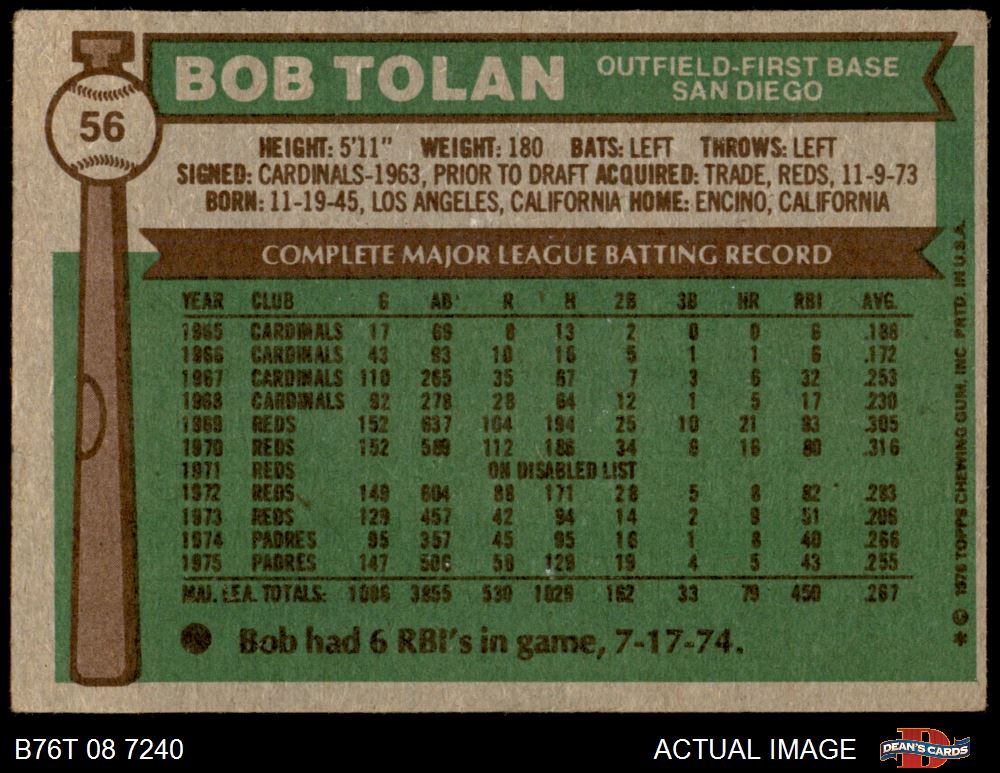 56
BOB TOLAN
OUTFIELD-FIRST BASE
SAN DIEGO
HEIGHT: 5'11" WEIGHT: 180 BATS: LEFT THROWS: LEFT
SIGNED: CARDINALS-1963, PRIOR TO DRAFT ACQUIRED: TRADE, REDS, 11-9-73
BORN: 11-19-45, LOS ANGELES, CALIFORNIA HOME: ENCINO, CALIFORNIA
COMPLETE MAJOR LEAGUE BATTING RECORD
YEAR CLUB G AB R H 2B 3B HR RBI AVG.
1965 CARDINALS 17 69 8 13 2 0 0 6 .188
1966 CARDINALS 43 93 10 16 5 1 1 6 .172
1967 CARDINALS 110 265 35 67 7 3 6 32 .253
1968 CARDINALS 92 278 28 64 12 1 5 17 .230
1969 REDS 152 637 104 194 25 10 21 93 .305
1970 REDS 152 589 112 186 34 9 16 80 .316
1971 REDS ON DISABLED LIST
1972 REDS 149 604 88 171 28 5 8 82 .283
1973 REDS 129 457 42 94 14 2 9 51 .206
1974 PADRES 95 357 45 95 16 1 8 40 .266
1975 PADRES 147 506 58 129 19 4 5 43 .255
MAJ. LEA. TOTALS: 1086 3855 530 1029 162 33 79 450 .267
Bob had 6 RBI's in game, 7-17-74.
* © 1976 TOPPS CHEWING GUM, INC. PRTD. IN U.S.A.
B76T 08 7240
ACTUAL IMAGE
DEAN'S CARDS